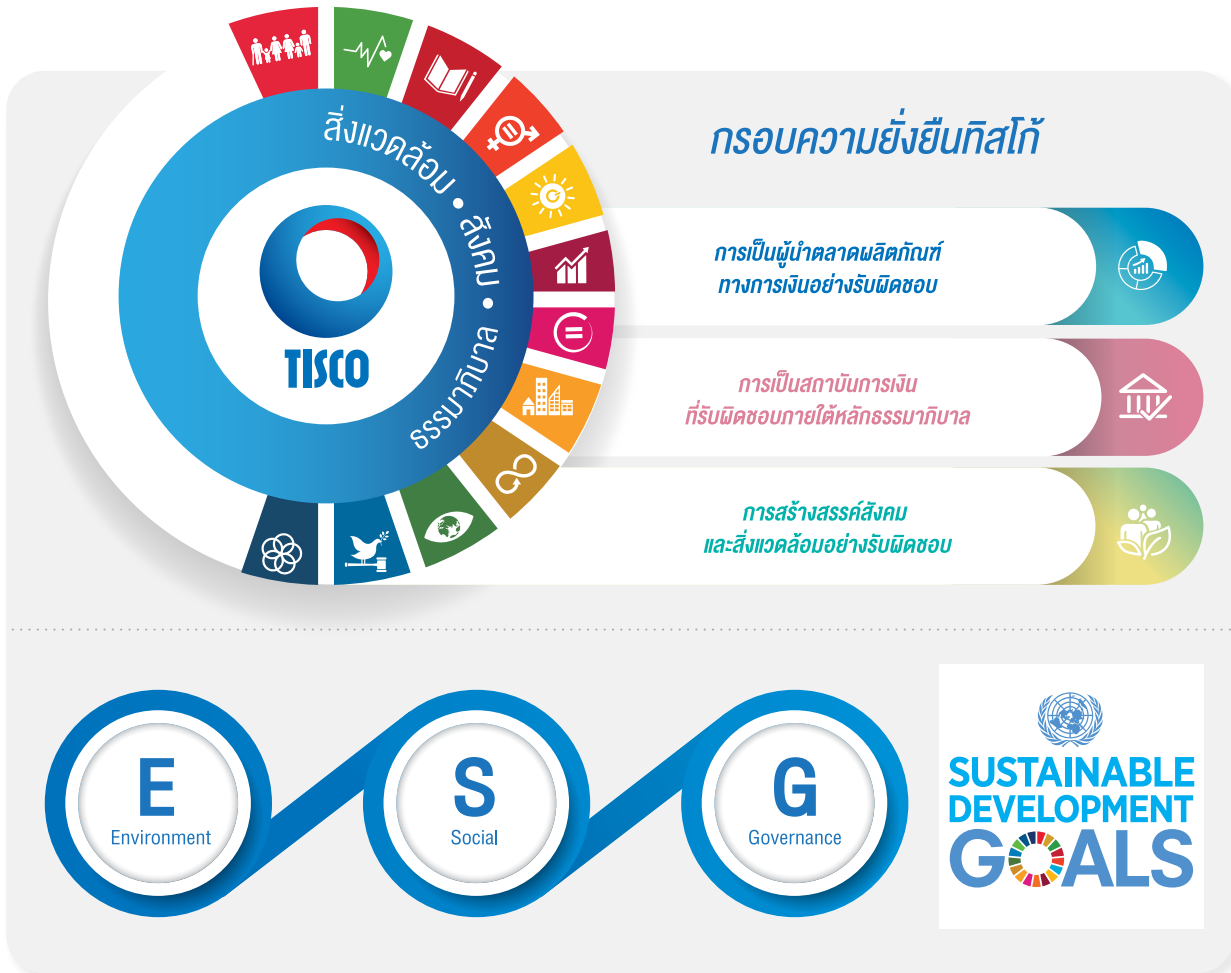 สิ่งแวดล้อม • สังคม • ธรรมาภิบาล
TISCO
กรอบความยั่งยืนทิสโก้
การเป็นผู้นำตลาดผลิตภัณฑ์
ทางการเงินอย่างรับผิดชอบ
การเป็นสถาบันการเงิน
ที่รับผิดชอบภายใต้หลักธรรมาภิบาล
การสร้างสรรค์สังคม
และสิ่งแวดล้อมอย่างรับผิดชอบ
E
Environment
S
Social
G
Governance
SUSTAINABLE
DEVELOPMENT
GOALS